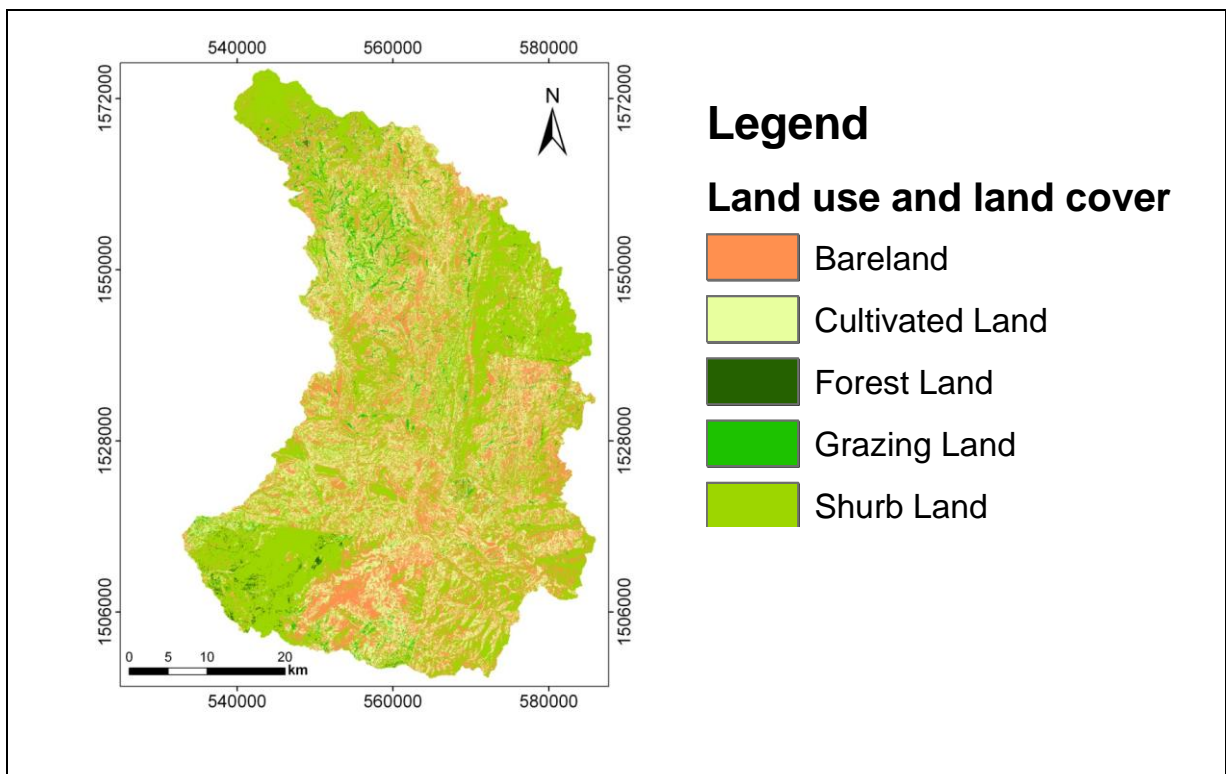 540000 560000 580000
1572000 1572000
N
1550000 1550000
1528000 1528000
1506000 1506000
0 5 10 20
km
540000 560000 580000
Legend
Land use and land cover
Bareland
Cultivated Land
Forest Land
Grazing Land
Shurb Land